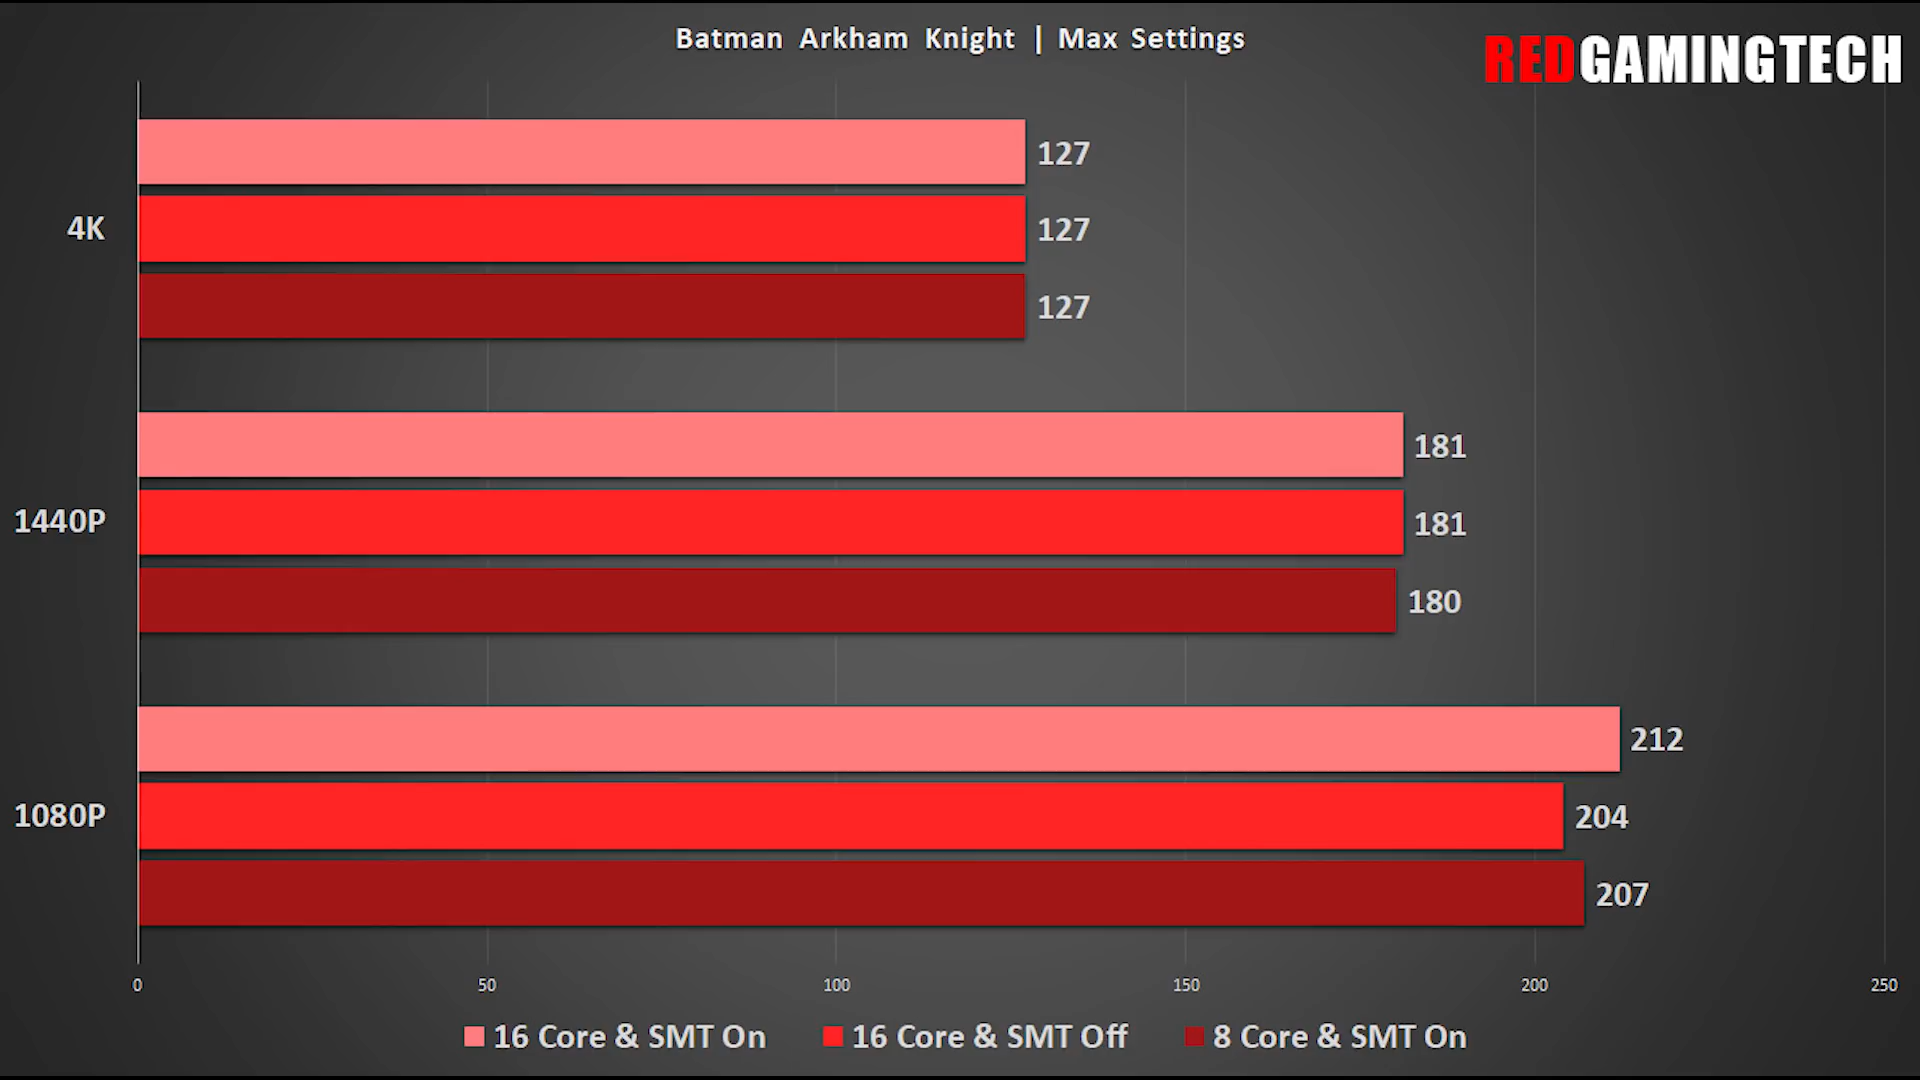 Batman Arkham Knight | Max Settings
REDGAMINGTECH
4K
127
127
127
1440P
181
181
180
1080P
212
204
207
0 50 100 150 200 250
16 Core & SMT On 16 Core & SMT Off 8 Core & SMT On